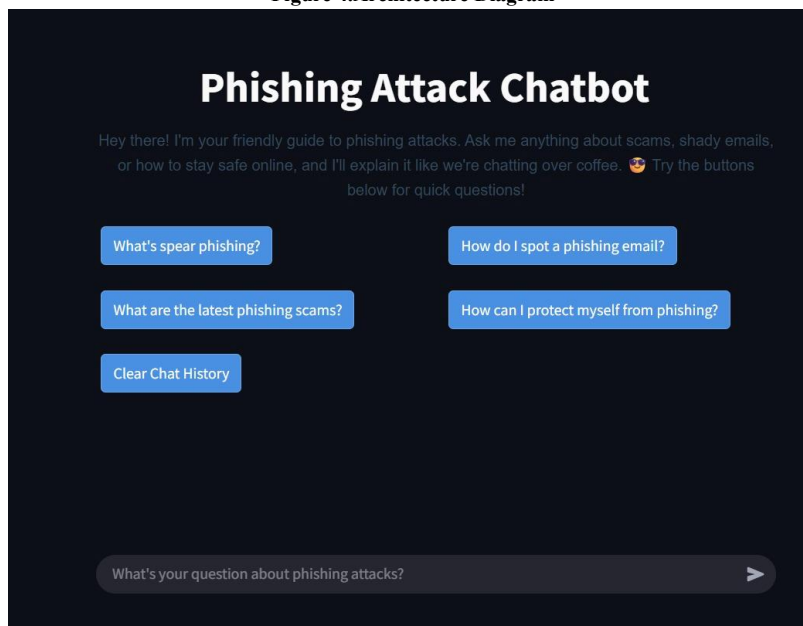 Phishing Attack Chatbot
Hey there! I'm your friendly guide to phishing attacks. Ask me anything about scams, shady emails,
or how to stay safe online, and I'll explain it like we're chatting over coffee. 😎 Try the buttons
below for quick questions!
What's spear phishing?
How do I spot a phishing email?
What are the latest phishing scams?
How can I protect myself from phishing?
Clear Chat History
What's your question about phishing attacks?